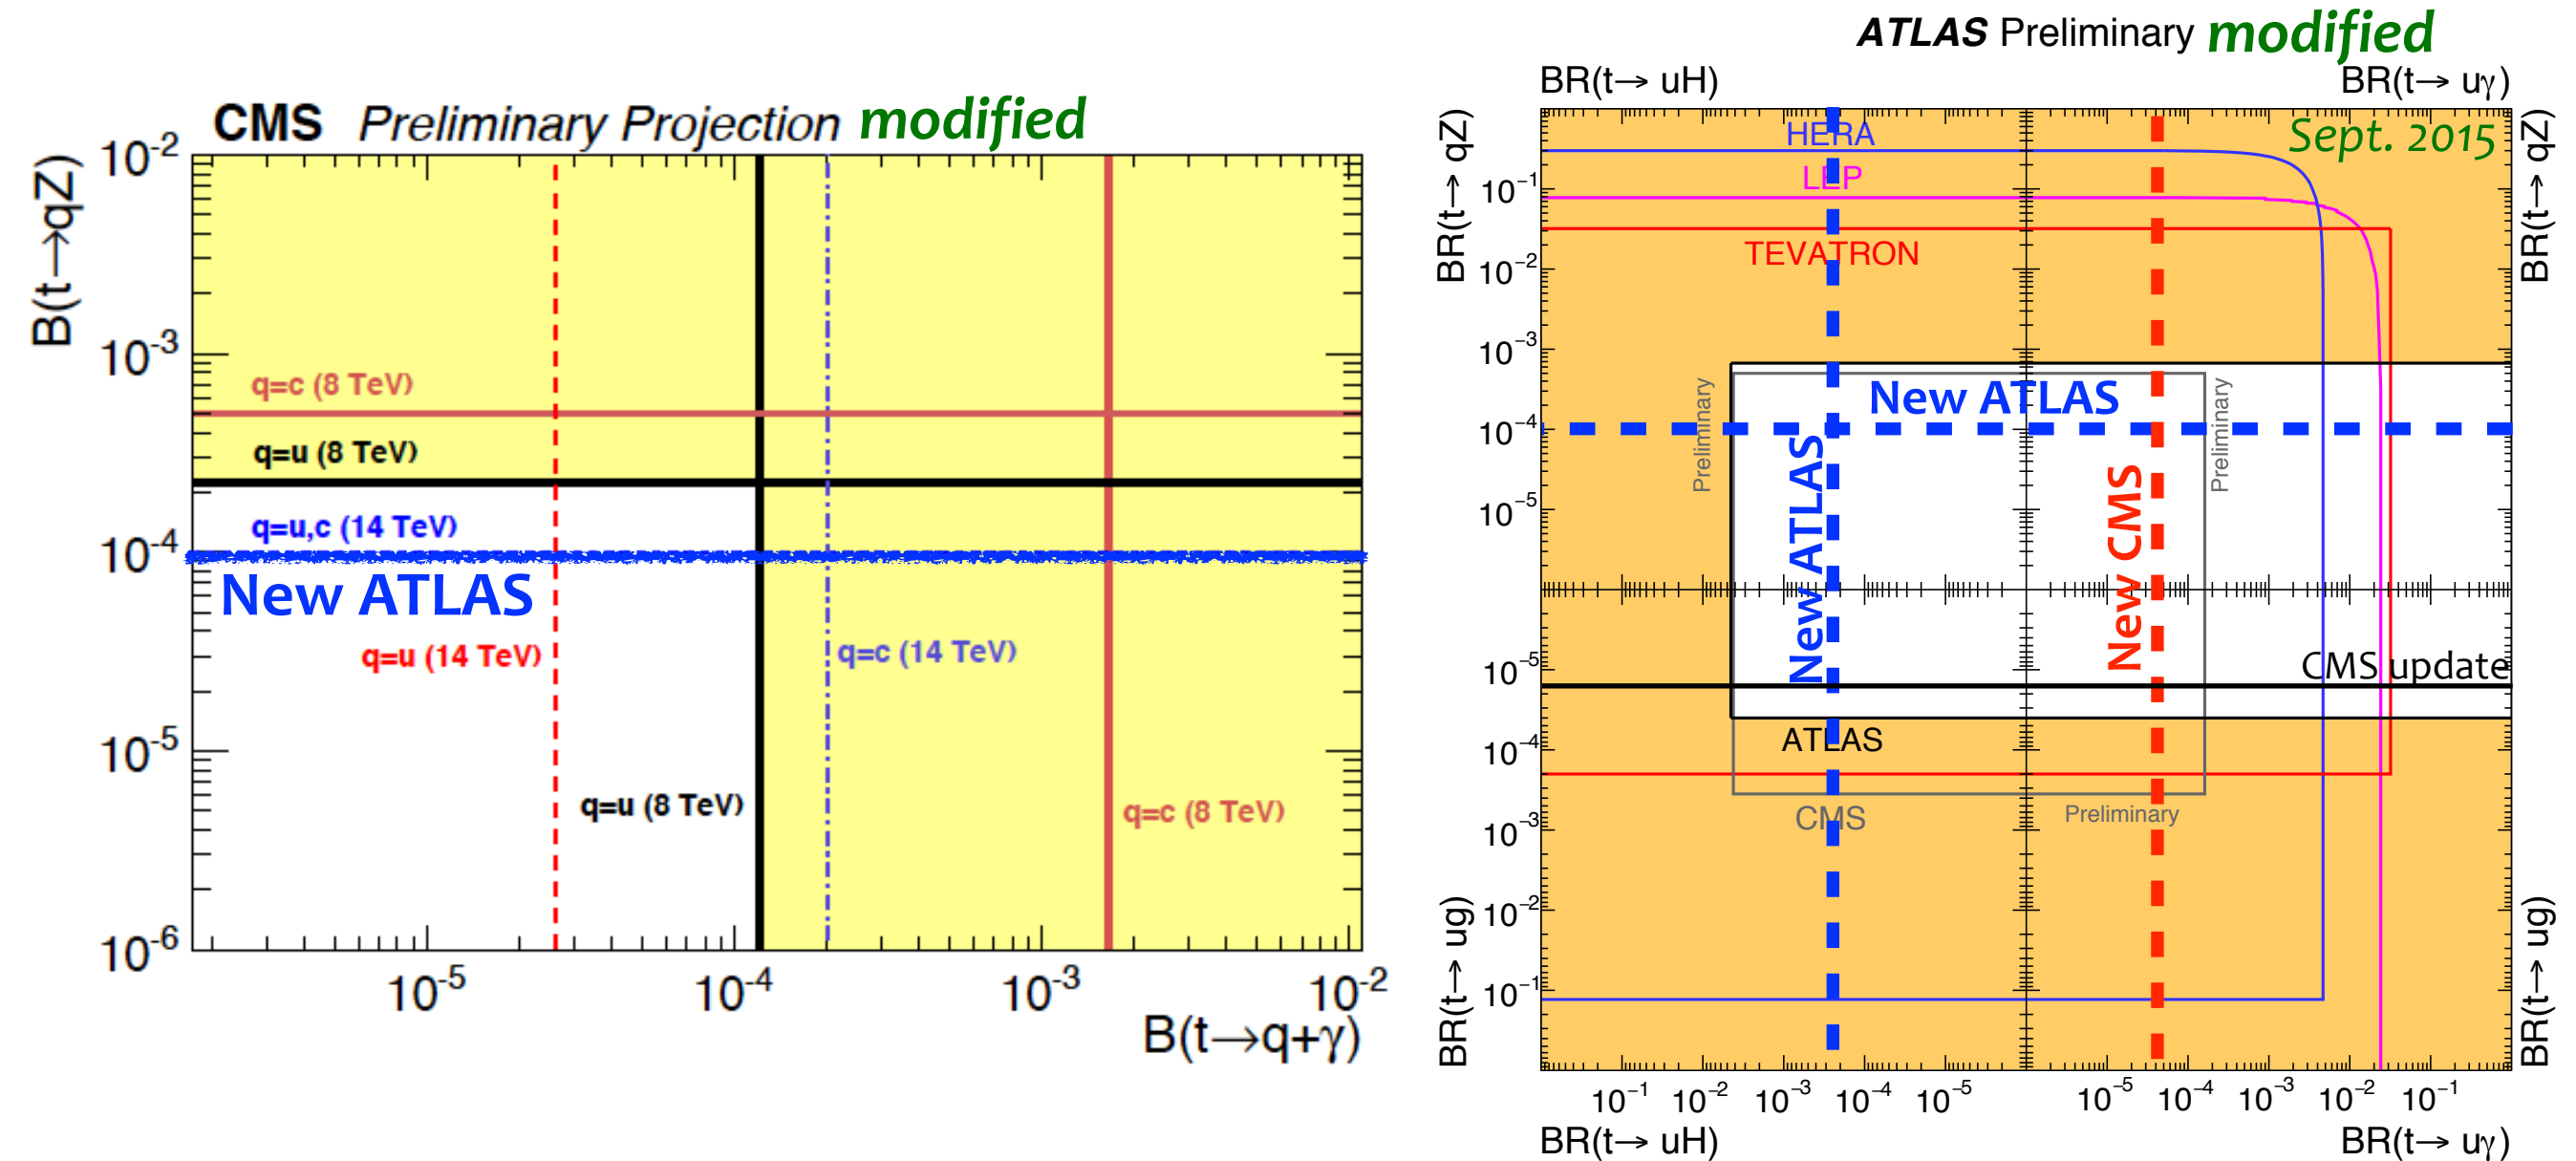 CMS Preliminary Projection modified
B(t→qZ)
10-2
10-3
10-4
10-5
10-6
q=c (8 TeV)
q=u (8 TeV)
q=u,c (14 TeV)
New ATLAS
q=u (14 TeV)
q=c (14 TeV)
q=u (8 TeV)
q=c (8 TeV)
10-5 10-4 10-3 10-2
B(t→q+γ)
ATLAS Preliminary modified
BR(t→ uH) BR(t→ uγ)
BR(t→ qZ)
BR(t→ qZ)
Sept. 2015
HERA
LEP
TEVATRON
10−1
10−2
10−3
10−4
10−5
Preliminary
New ATLAS
Preliminary
New ATLAS
New CMS
CMS update
10−5
10−4
10−3
10−2
10−1
ATLAS
CMS
Preliminary
BR(t→ ug)
BR(t→ ug)
10−1 10−2 10−3 10−4 10−5 10−5 10−4 10−3 10−2 10−1
BR(t→ uH) BR(t→ uγ)